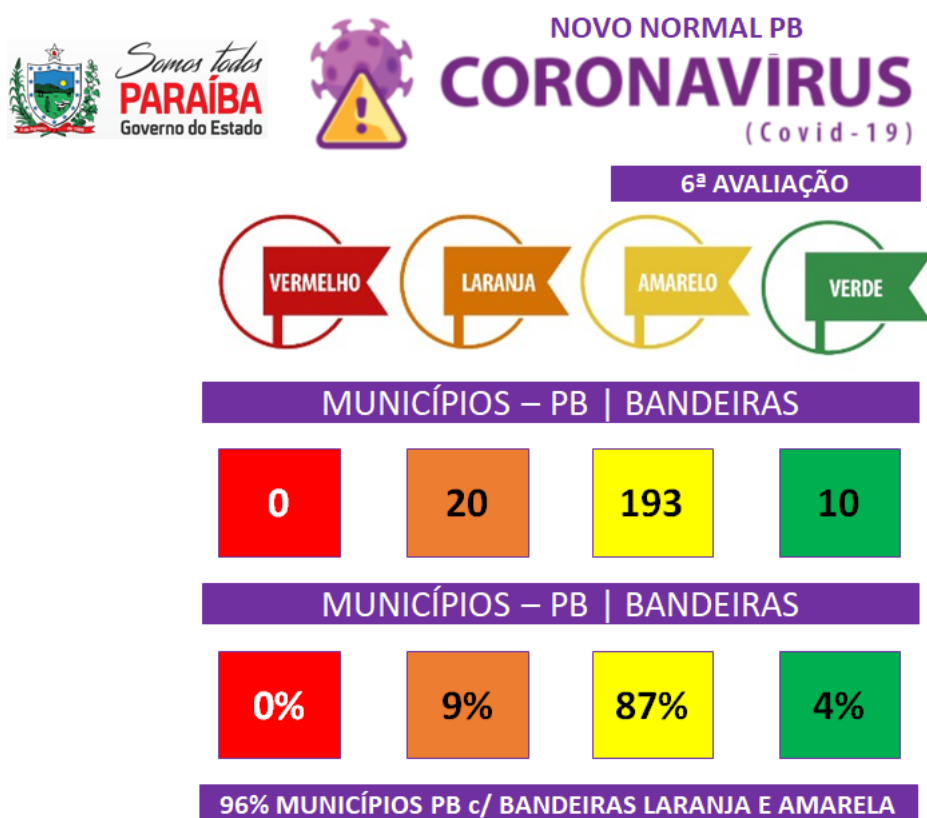 Somos todos
PARAÍBA
Governo do Estado
NOVO NORMAL PB
CORONAVÍRUS
(Covid-19)
6ª AVALIAÇÃO
VERMELHO
LARANJA
AMARELO
VERDE
MUNICÍPIOS – PB | BANDEIRAS
0
20
193
10
MUNICÍPIOS – PB | BANDEIRAS
0%
9%
87%
4%
96% MUNICÍPIOS PB c/ BANDEIRAS LARANJA E AMARELA